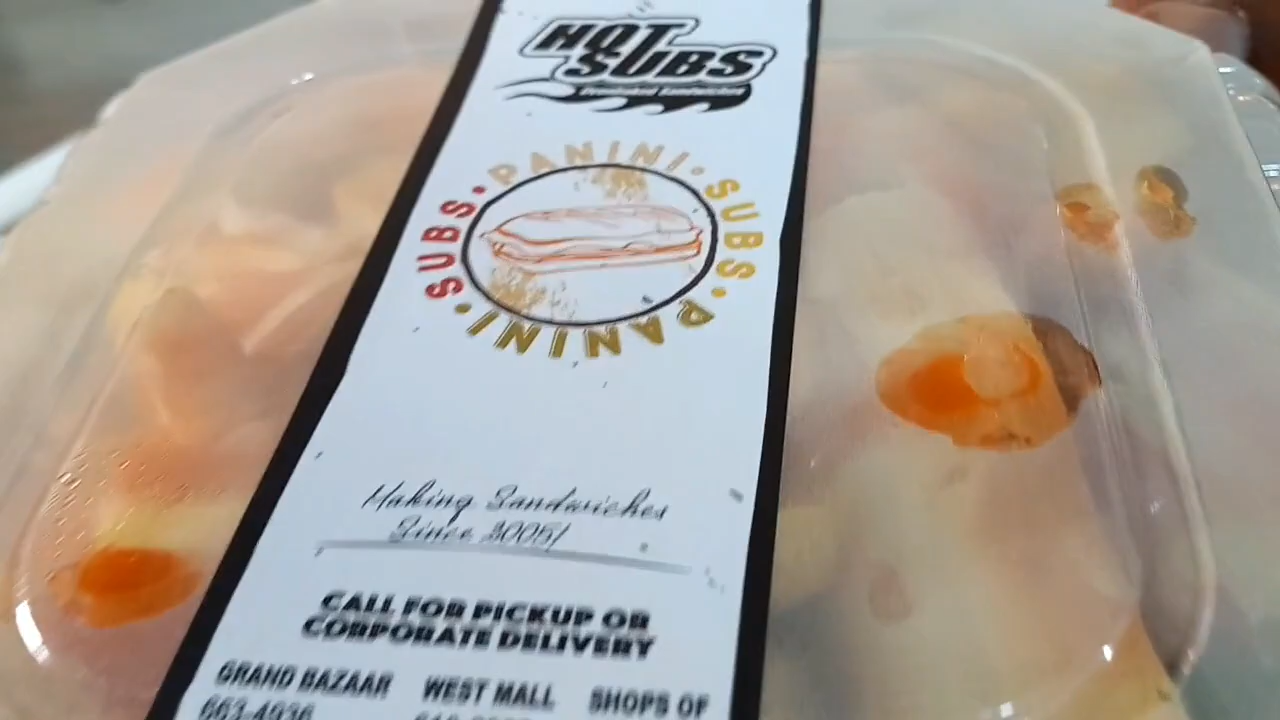 HOT
SUBS
PANINI • SUBS • PANINI • SUBS •
Making Sandwiches
Since
CALL FOR PICKUP OR
CORPORATE DELIVERY
GRAND BAZAAR WEST MALL SHOPS OF
663-4936